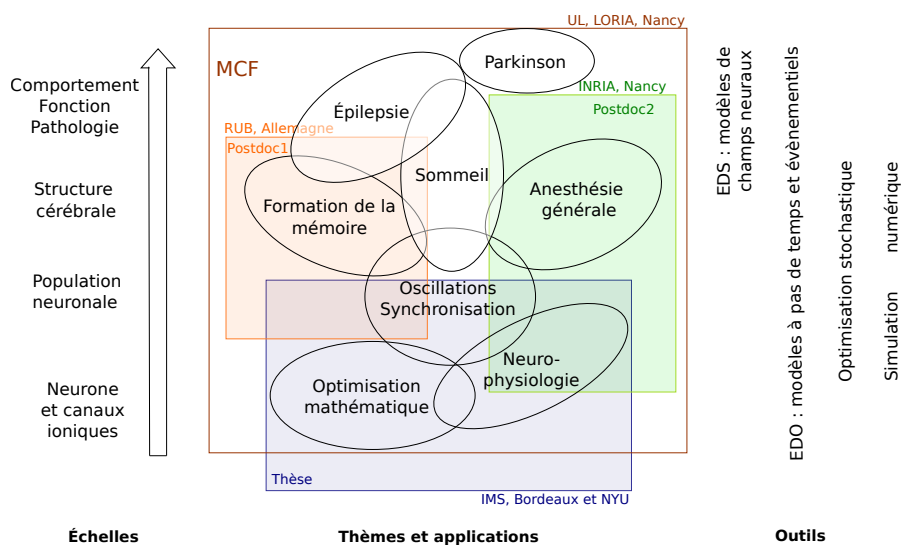 UL, LORIA, Nancy
MCF
Parkinson
INRIA, Nancy
Postdoc2
Épilepsie
RUB, Allemagne
Postdoc1
Sommeil
Formation de la
mémoire
Anesthésie
générale
Oscillations
Synchronisation
Neuro-
physiologie
Optimisation
mathématique
Thèse
IMS, Bordeaux et NYU
Comportement
Fonction
Pathologie
Structure
cérébrale
Population
neuronale
Neurone
et canaux
ioniques
EDS : modèles de
champs neuraux
EDO : modèles à pas de temps et évènementiels
Optimisation stochastique
Simulation numérique
Échelles
Thèmes et applications
Outils